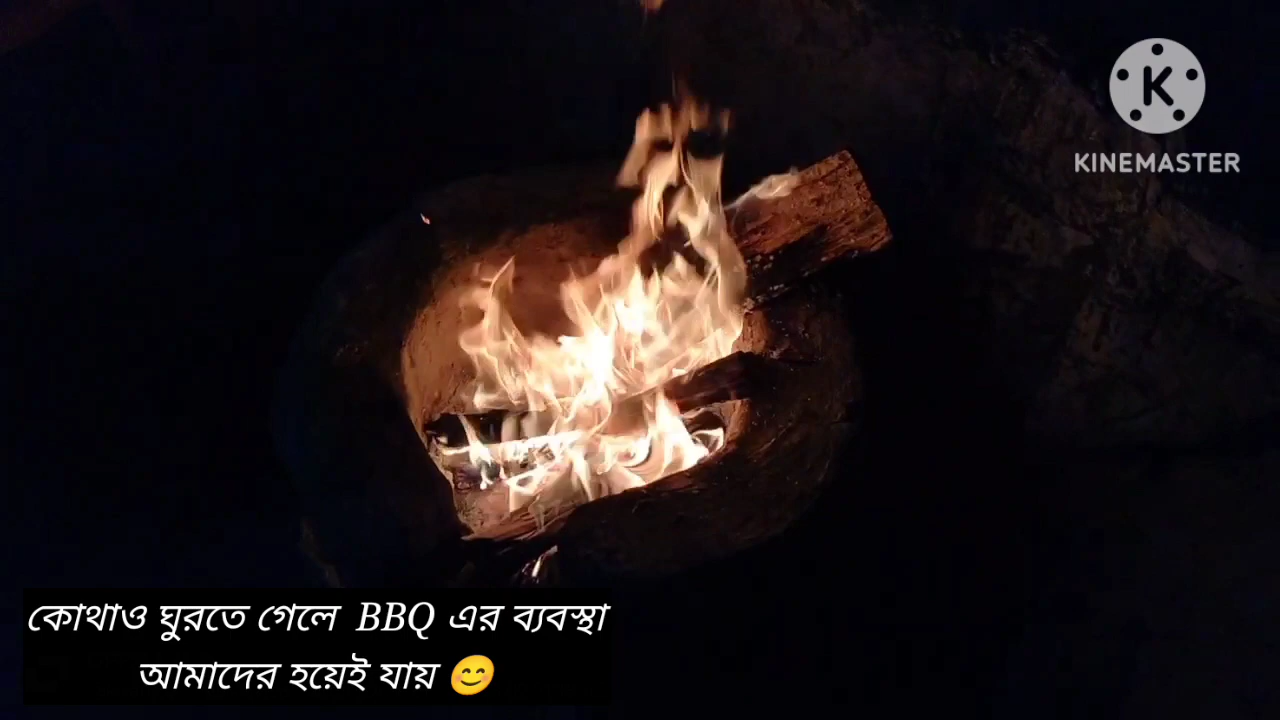 K
KINEMASTER
কোথাও ঘুরতে গেলে BBQ এর ব্যবস্থা
আমাদের হয়েই যায় 😊